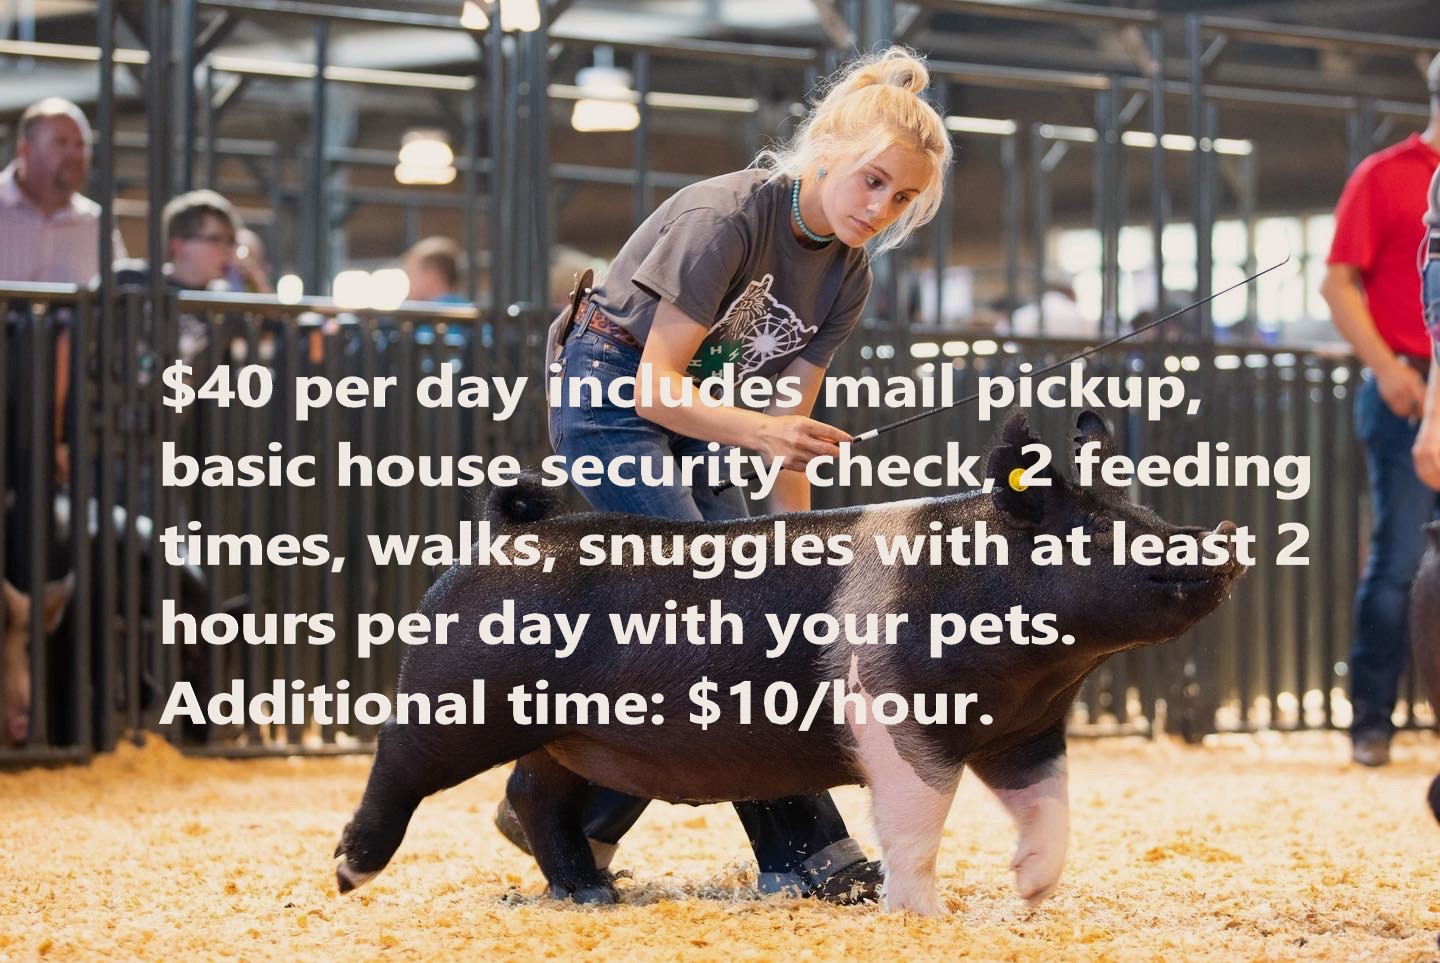 $40 per day includes mail pickup,
basic house security check, 2 feeding
times, walks, snuggles with at least 2
hours per day with your pets.
Additional time: $10/hour.